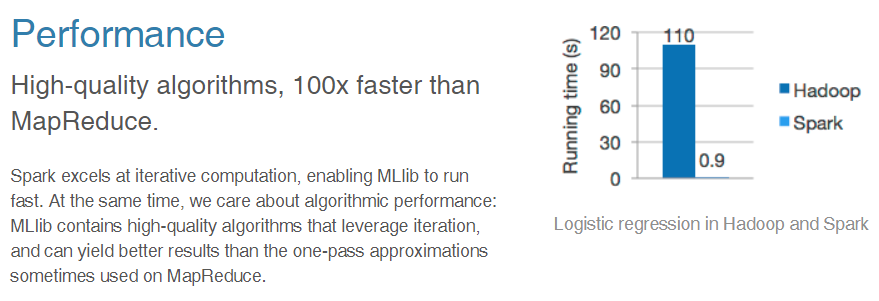 Performance
High-quality algorithms, 100x faster than
MapReduce.
Spark excels at iterative computation, enabling MLlib to run
fast. At the same time, we care about algorithmic performance:
MLlib contains high-quality algorithms that leverage iteration,
and can yield better results than the one-pass approximations
sometimes used on MapReduce.
Running time (s)
120
90
60
30
0
110
0.9
Hadoop
Spark
Logistic regression in Hadoop and Spark